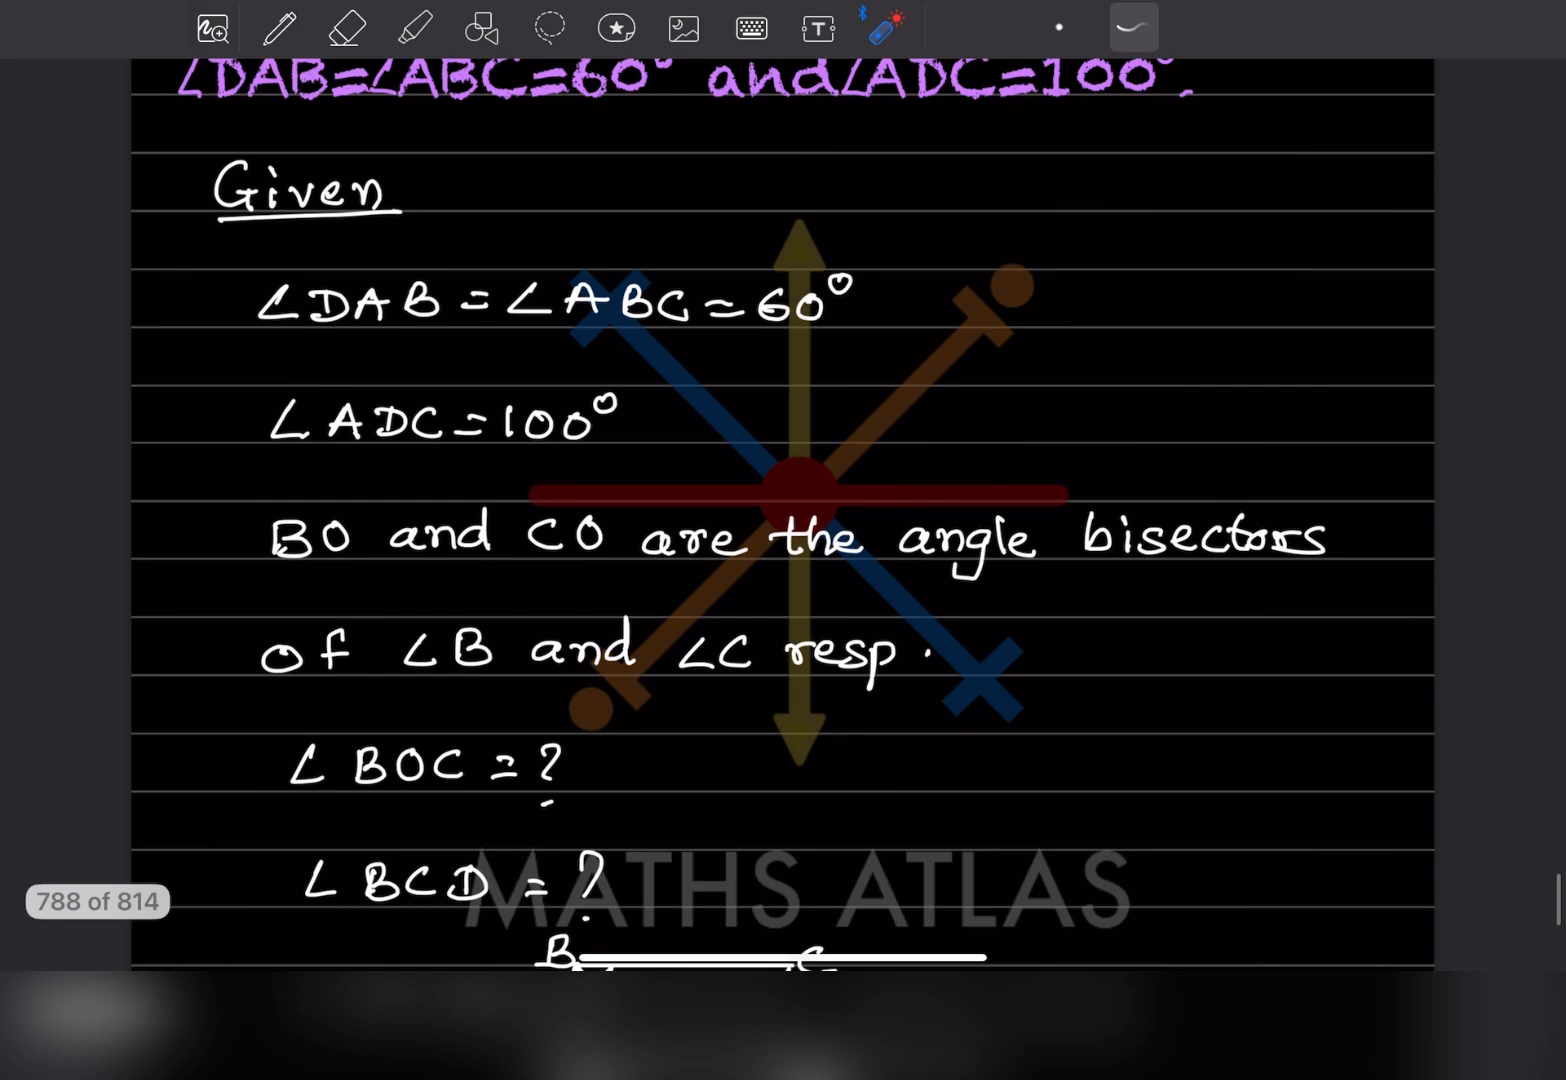 ∠DAB=∠ABC=60° and ∠ADC=100°.
Given
∠DAB = ∠ABC = 60°
∠ADC = 100°
BO and CO are the angle bisectors
of ∠B and ∠C resp.
∠BOC = ?
∠BCD = ?
MATHS ATLAS
788 of 814
B C